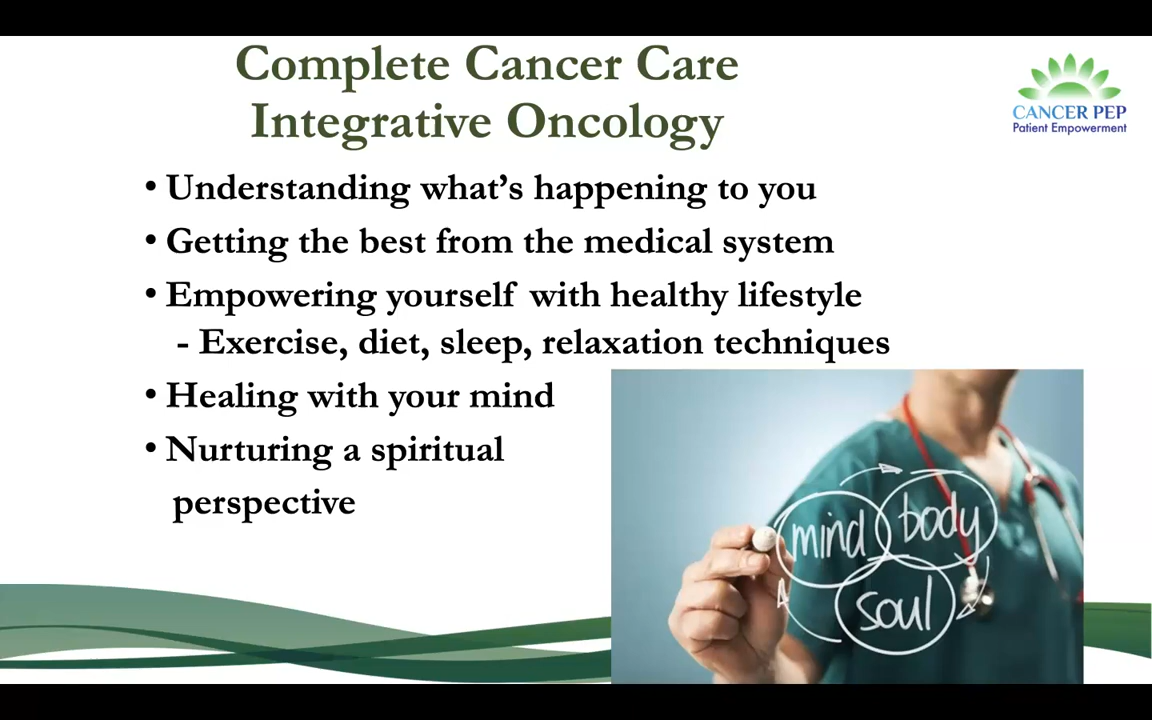 Complete Cancer Care
Integrative Oncology
CANCER PEP
Patient Empowerment
• Understanding what’s happening to you
• Getting the best from the medical system
• Empowering yourself with healthy lifestyle
- Exercise, diet, sleep, relaxation techniques
• Healing with your mind
• Nurturing a spiritual
perspective
mind
body
soul